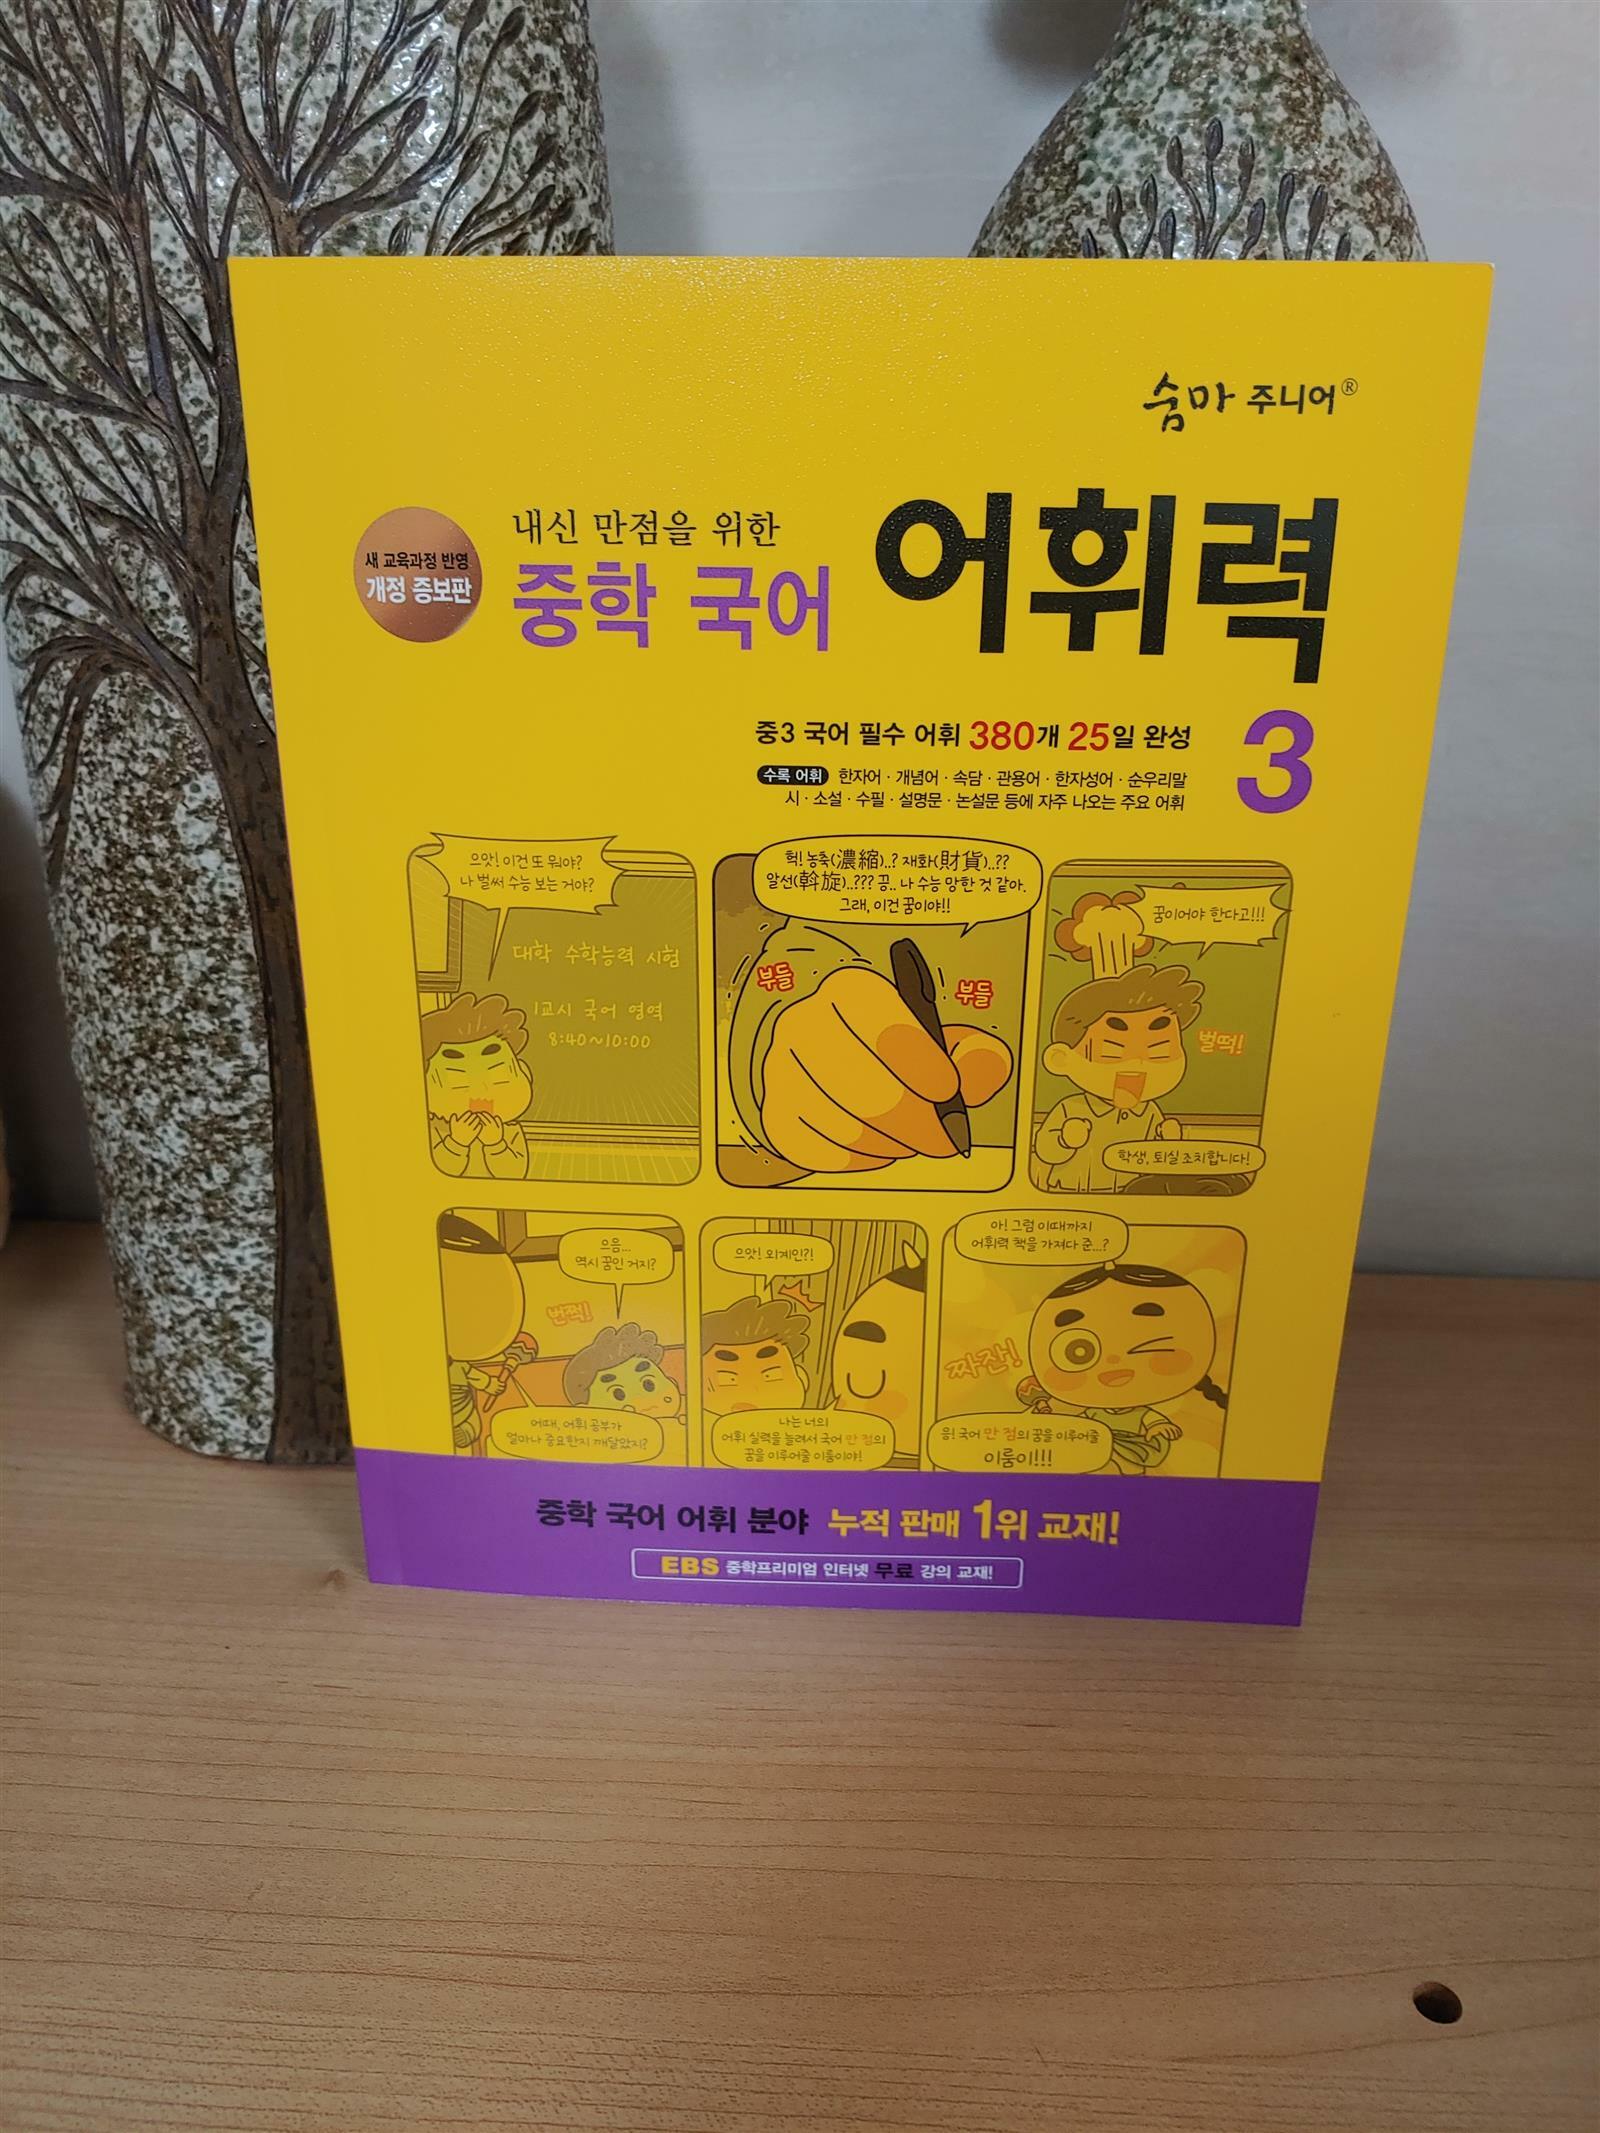 숨마 주니어®
새 교육과정 반영
개정 증보판
내신 만점을 위한
중학 국어
어휘력
3
중3 국어 필수 어휘 380개 25일 완성
수록 어휘 한자어 · 개념어 · 속담 · 관용어 · 한자성어 · 순우리말
시 · 소설 · 수필 · 설명문 · 논설문 등에 자주 나오는 주요 어휘
으앗! 이건 또 뭐야?
나 벌써 수능 보는 거야?
대학 수학능력 시험
1교시 국어 영역
8:40~10:00
헉! 농축(濃縮)..? 재화(財貨)..??
알선(斡旋)..??? 끙.. 나 수능 망한 것 같아.
그래, 이건 꿈이야!!
부들
부들
꿈이어야 한다고!!!
벌떡!
학생, 퇴실 조치합니다!
으음...
역시 꿈인 거지?
번쩍!
어때, 어휘 공부가
얼마나 중요한지 깨달았지?
으앗! 외계인?!
나는 너의
어휘 실력을 늘려서 국어 만 점의
꿈을 이루어줄 이룸이야!
아! 그럼 이때까지
어휘력 책을 가져다 준...?
짜잔!
응! 국어 만 점의 꿈을 이루어줄
이룸이!!!
중학 국어 어휘 분야 누적 판매 1위 교재!
EBS 중학프리미엄 인터넷 무료 강의 교재!